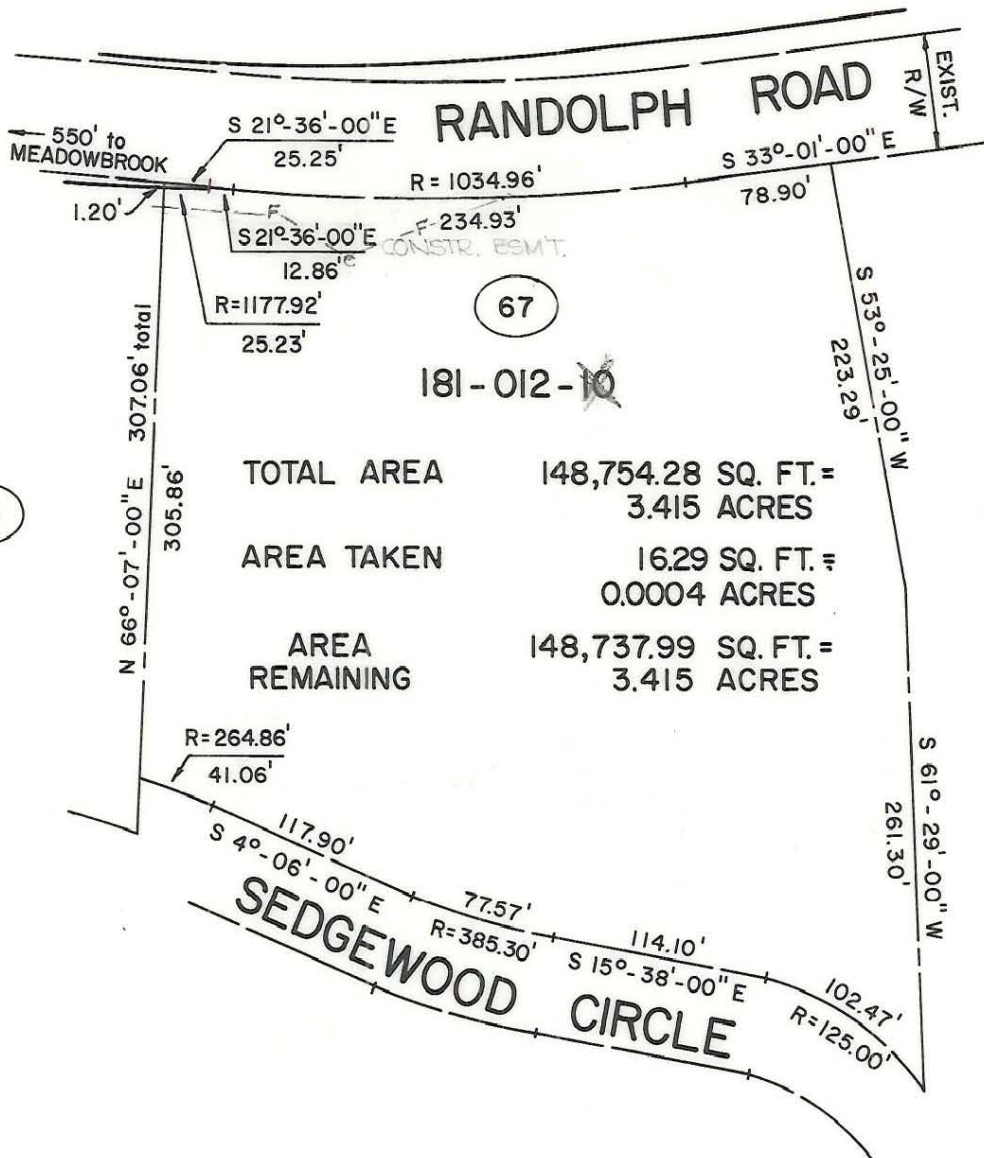 RANDOLPH ROAD
EXIST.
R/W
550' to
MEADOWBROOK
S 21°-36'-00" E
25.25'
R = 1034.96'
234.93'
S 33°-01'-00" E
78.90'
1.20'
F
F
S 21°-36'-00" E
12.86'
CONSTR. ESM'T.
R=1177.92'
25.23'
67
181-012-10
N 66°-07'-00" E 307.06' total
305.86'
S 53°-25'-00" W
223.29'
TOTAL AREA 148,754.28 SQ. FT. =
3.415 ACRES
AREA TAKEN 16.29 SQ. FT. =
0.0004 ACRES
AREA 148,737.99 SQ. FT. =
REMAINING 3.415 ACRES
S 61°-29'-00" W
261.30'
R=264.86'
41.06'
117.90'
S 4°-06'-00" E
77.57'
R=385.30'
114.10'
S 15°-38'-00" E
102.47'
R=125.00'
SEDGEWOOD CIRCLE